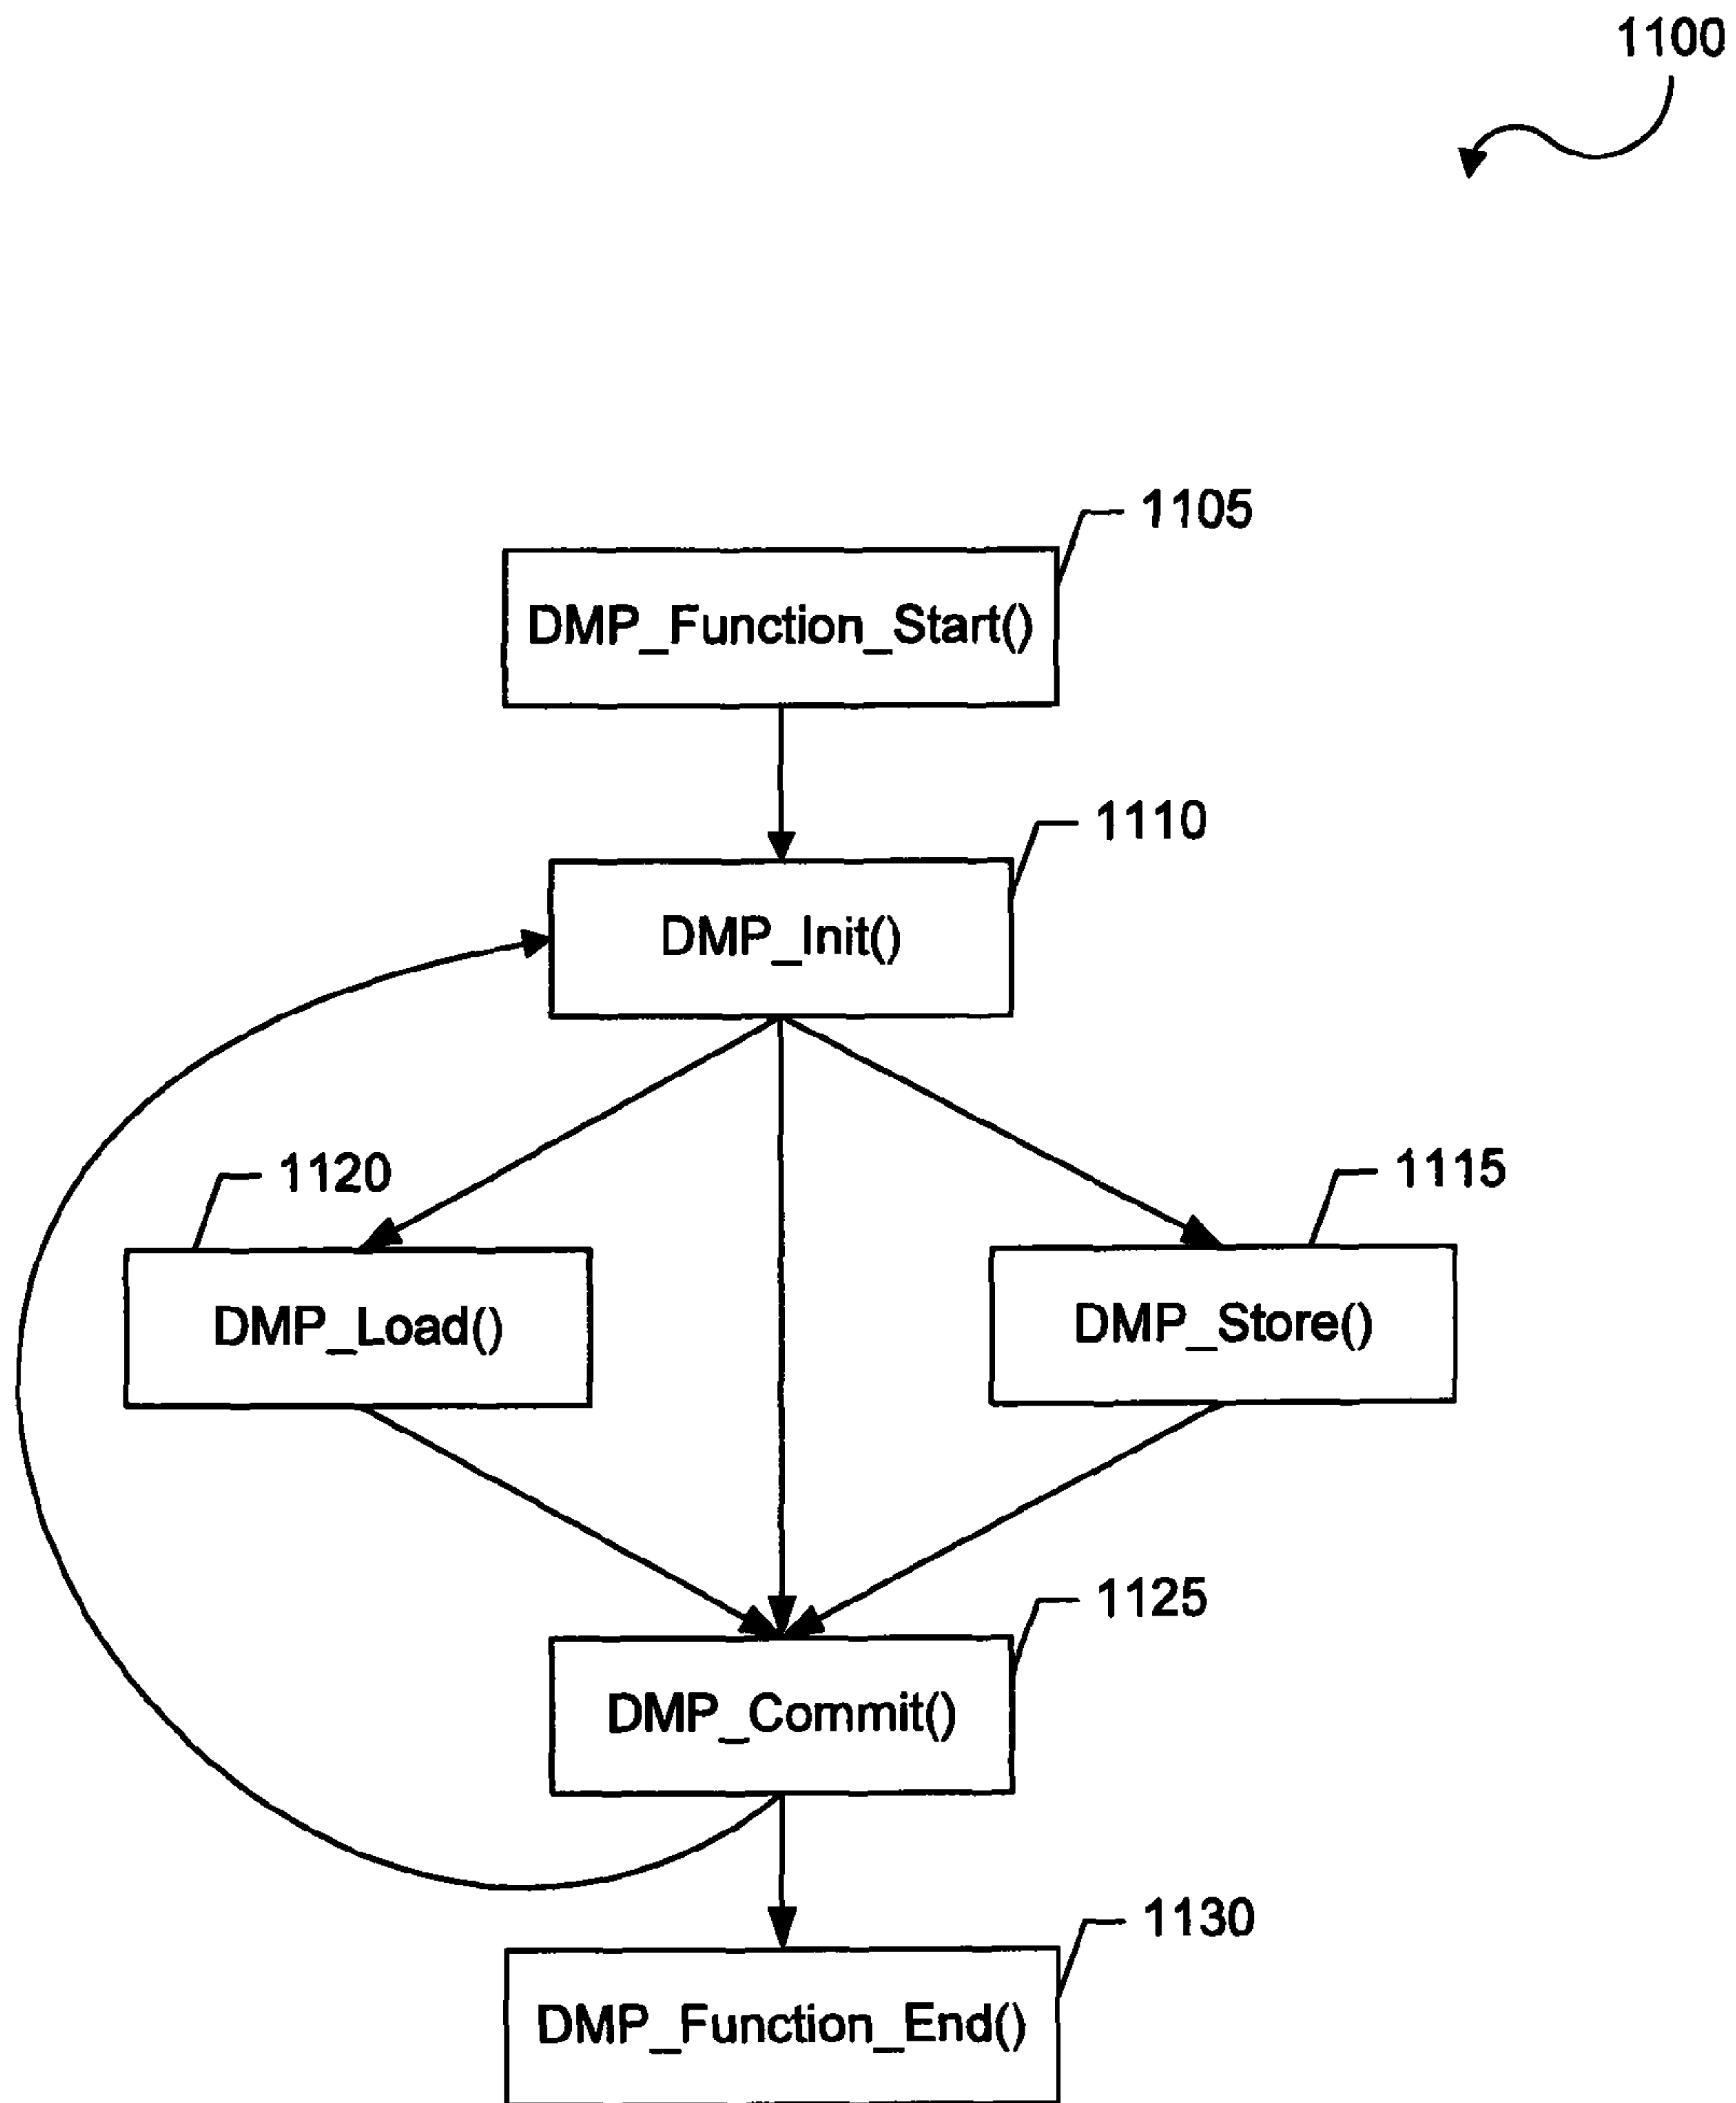 1100
1105
DMP_Function_Start()
1110
DMP_Init()
1120
1115
DMP_Load()
DMP_Store()
1125
DMP_Commit()
1130
DMP_Function_End()